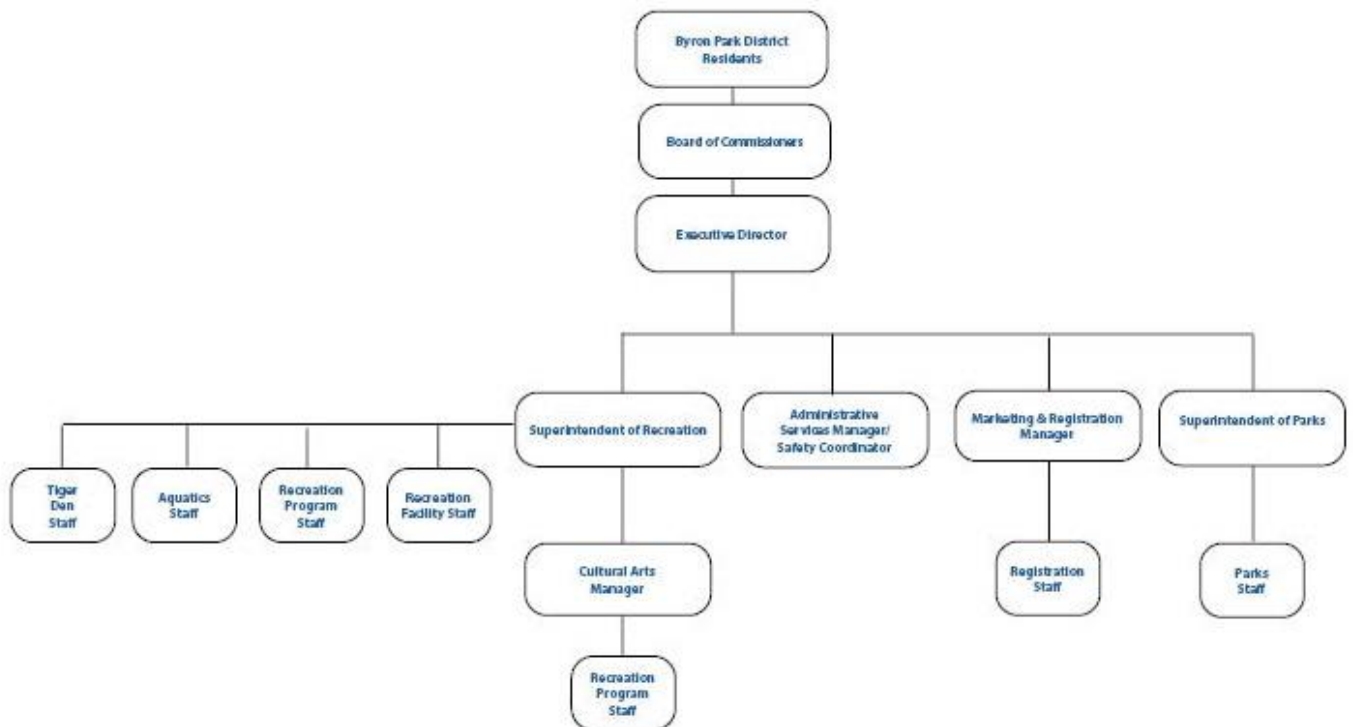 Byron Park District
Residents
Board of Commissioners
Executive Director
Superintendent of Recreation
Administrative
Services Manager/
Safety Coordinator
Marketing & Registration
Manager
Superintendent of Parks
Tiger
Den
Staff
Aquatics
Staff
Recreation
Program
Staff
Recreation
Facility Staff
Cultural Arts
Manager
Registration
Staff
Parks
Staff
Recreation
Program
Staff